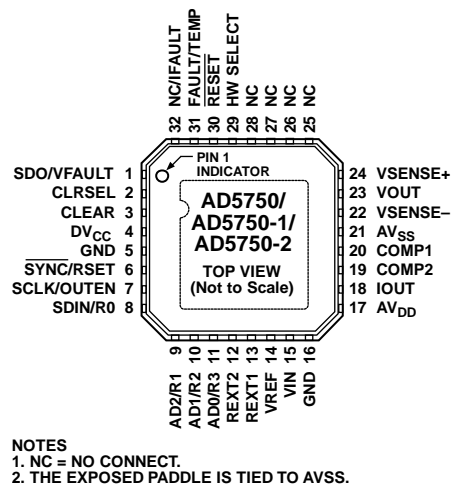 32 NC/IFAULT
31 FAULT/TEMP
30 RESET
29 HW SELECT
28 NC
27 NC
26 NC
25 NC
PIN 1
INDICATOR
SDO/VFAULT 1
CLRSEL 2
CLEAR 3
DVCC 4
GND 5
SYNC/RSET 6
SCLK/OUTEN 7
SDIN/R0 8
AD5750/
AD5750-1/
AD5750-2
TOP VIEW
(Not to Scale)
24 VSENSE+
23 VOUT
22 VSENSE–
21 AVSS
20 COMP1
19 COMP2
18 IOUT
17 AVDD
AD2/R1 9
AD1/R2 10
AD0/R3 11
REXT2 12
REXT1 13
VREF 14
VIN 15
GND 16
NOTES
1. NC = NO CONNECT.
2. THE EXPOSED PADDLE IS TIED TO AVSS.